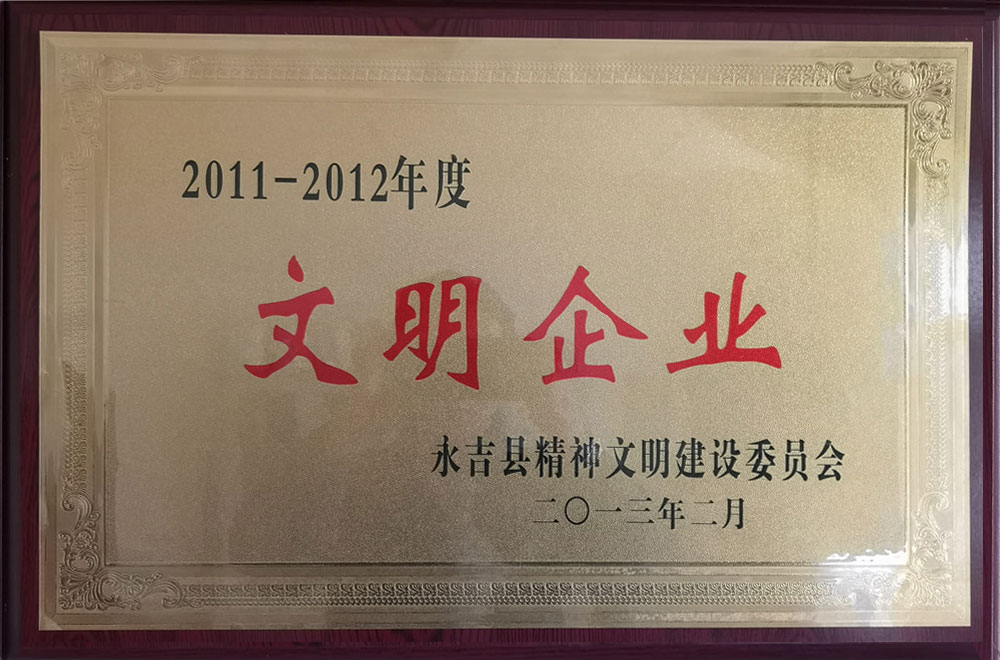 2011-2012年度
文明企业
永吉县精神文明建设委员会
二〇一三年二月